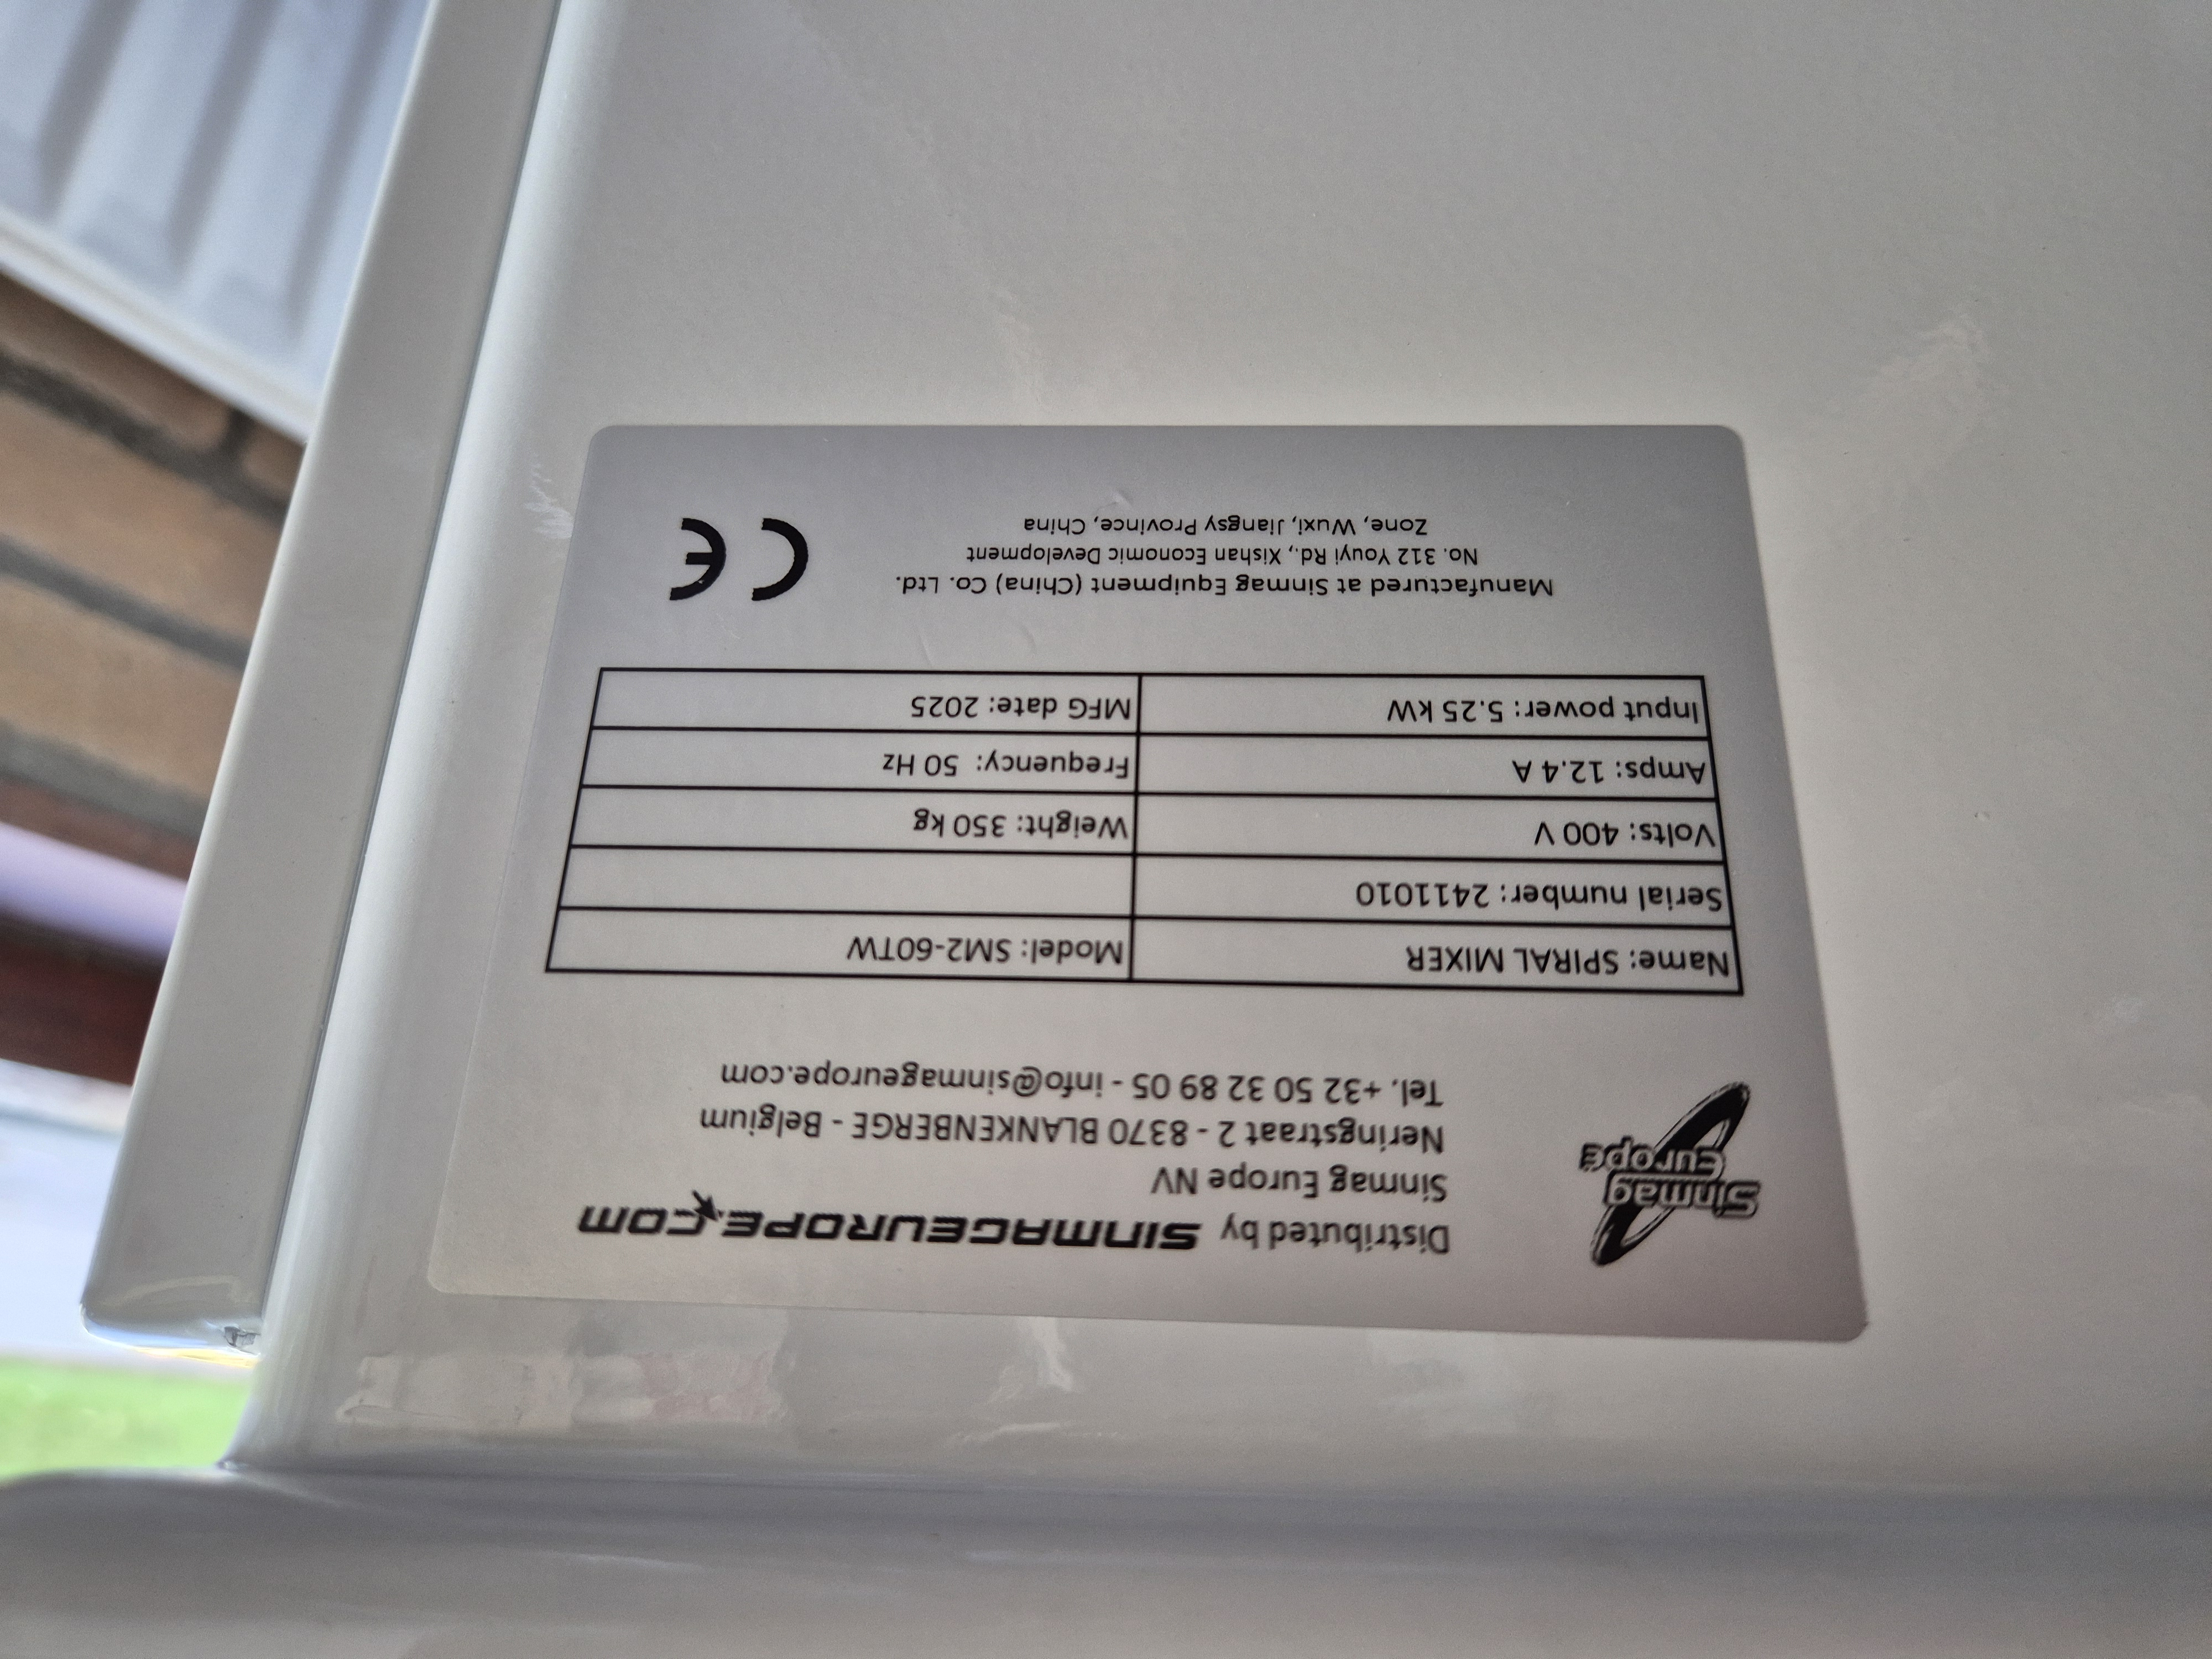 Sinmag
Europe
Distributed by SINMAGEUROPE.COM
Sinmag Europe NV
Neringstraat 2 - 8370 BLANKENBERGE - Belgium
Tel. +32 50 32 89 05 - info@sinmageurope.com
Name: SPIRAL MIXER Model: SM2-60TW
Serial number: 2411010
Volts: 400 V Weight: 350 kg
Amps: 12.4 A Frequency: 50 Hz
Input power: 5.25 kW MFG date: 2025
Manufactured at Sinmag Equipment (China) Co. Ltd.
No. 312 Youyi Rd., Xishan Economic Development
Zone, Wuxi, Jiangsy Province, China
CE